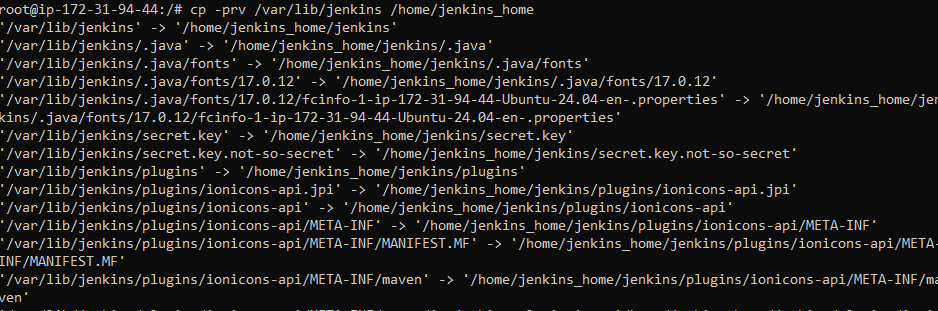 root@ip-172-31-94-44:/# cp -prv /var/lib/jenkins /home/jenkins_home
'/var/lib/jenkins' -> '/home/jenkins_home/jenkins'
'/var/lib/jenkins/.java' -> '/home/jenkins_home/jenkins/.java'
'/var/lib/jenkins/.java/fonts' -> '/home/jenkins_home/jenkins/.java/fonts'
'/var/lib/jenkins/.java/fonts/17.0.12' -> '/home/jenkins_home/jenkins/.java/fonts/17.0.12'
'/var/lib/jenkins/.java/fonts/17.0.12/fcinfo-1-ip-172-31-94-44-Ubuntu-24.04-en-.properties' -> '/home/jenkins_home/jen
kins/.java/fonts/17.0.12/fcinfo-1-ip-172-31-94-44-Ubuntu-24.04-en-.properties'
'/var/lib/jenkins/secret.key' -> '/home/jenkins_home/jenkins/secret.key'
'/var/lib/jenkins/secret.key.not-so-secret' -> '/home/jenkins_home/jenkins/secret.key.not-so-secret'
'/var/lib/jenkins/plugins' -> '/home/jenkins_home/jenkins/plugins'
'/var/lib/jenkins/plugins/ionicons-api.jpi' -> '/home/jenkins_home/jenkins/plugins/ionicons-api.jpi'
'/var/lib/jenkins/plugins/ionicons-api' -> '/home/jenkins_home/jenkins/plugins/ionicons-api'
'/var/lib/jenkins/plugins/ionicons-api/META-INF' -> '/home/jenkins_home/jenkins/plugins/ionicons-api/META-INF'
'/var/lib/jenkins/plugins/ionicons-api/META-INF/MANIFEST.MF' -> '/home/jenkins_home/jenkins/plugins/ionicons-api/META-
INF/MANIFEST.MF'
'/var/lib/jenkins/plugins/ionicons-api/META-INF/maven' -> '/home/jenkins_home/jenkins/plugins/ionicons-api/META-INF/ma
ven'